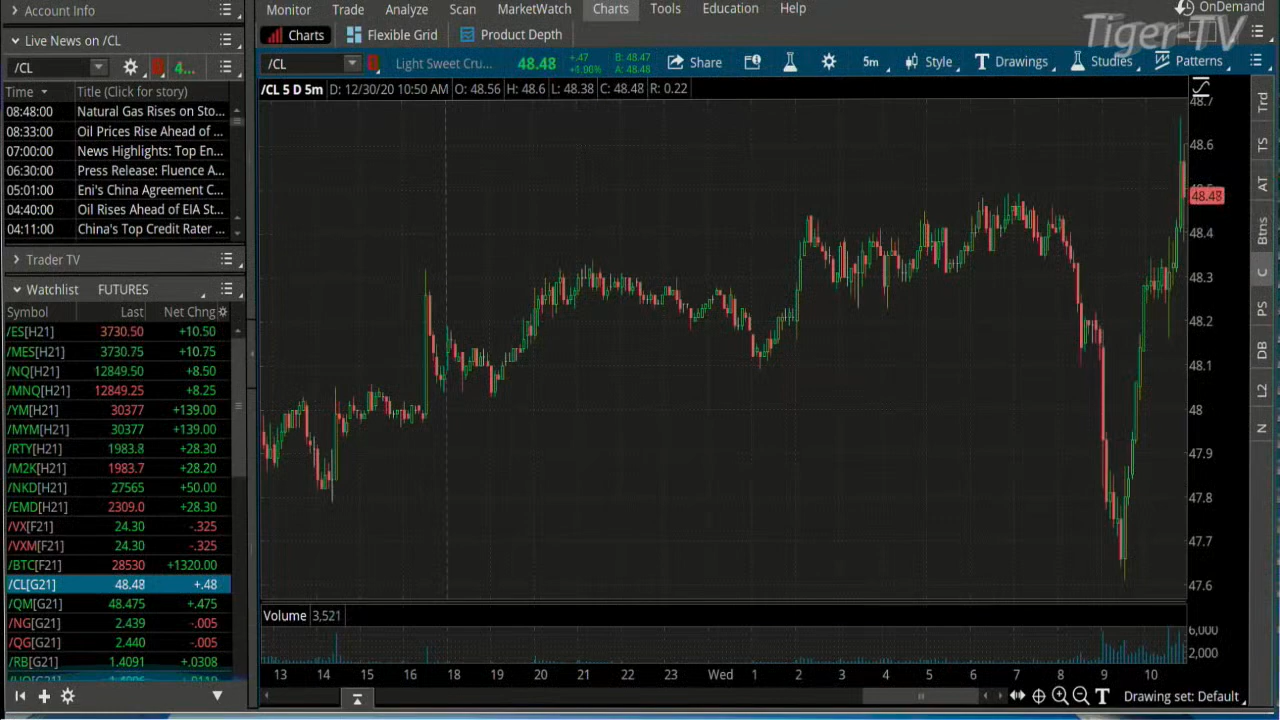 Account Info
Monitor Trade Analyze Scan MarketWatch Charts Tools Education Help
OnDemand
Tiger-TV
Live News on /CL
Charts Flexible Grid Product Depth
/CL 4...
/CL Light Sweet Cru... 48.48 +.47 +1.00% B: 48.47 A: 48.48 Share 5m Style Drawings Studies Patterns
Time Title (Click for story)
/CL 5 D 5m D: 12/30/20 10:50 AM O: 48.56 H: 48.6 L: 48.38 C: 48.48 R: 0.22
08:48:00 Natural Gas Rises on Sto...
08:33:00 Oil Prices Rise Ahead of ...
07:00:00 News Highlights: Top En...
06:30:00 Press Release: Fluence A...
05:01:00 Eni's China Agreement C...
04:40:00 Oil Rises Ahead of EIA St...
04:11:00 China's Top Credit Rater ...
Trader TV
Watchlist FUTURES
Symbol Last Net Chng
/ES[H21] 3730.50 +10.50
/MES[H21] 3730.75 +10.75
/NQ[H21] 12849.50 +8.50
/MNQ[H21] 12849.25 +8.25
/YM[H21] 30377 +139.00
/MYM[H21] 30377 +139.00
/RTY[H21] 1983.8 +28.30
/M2K[H21] 1983.7 +28.20
/NKD[H21] 27565 +50.00
/EMD[H21] 2309.0 +28.30
/VX[F21] 24.30 -.325
/VXM[F21] 24.30 -.325
/BTC[F21] 28530 +1320.00
/CL[G21] 48.48 +.48
/QM[G21] 48.475 +.475
/NG[G21] 2.439 -.005
/QG[G21] 2.440 -.005
/RB[G21] 1.4091 +.0308
48.7
48.6
48.48
48.4
48.3
48.2
48.1
48
47.9
47.8
47.7
47.6
Trd
TS
AT
Btns
C
PS
DB
L2
N
Volume 3,521
6,000
2,000
13 14 15 16 18 19 20 21 22 23 Wed 1 2 3 4 5 6 7 8 9 10
Drawing set: Default